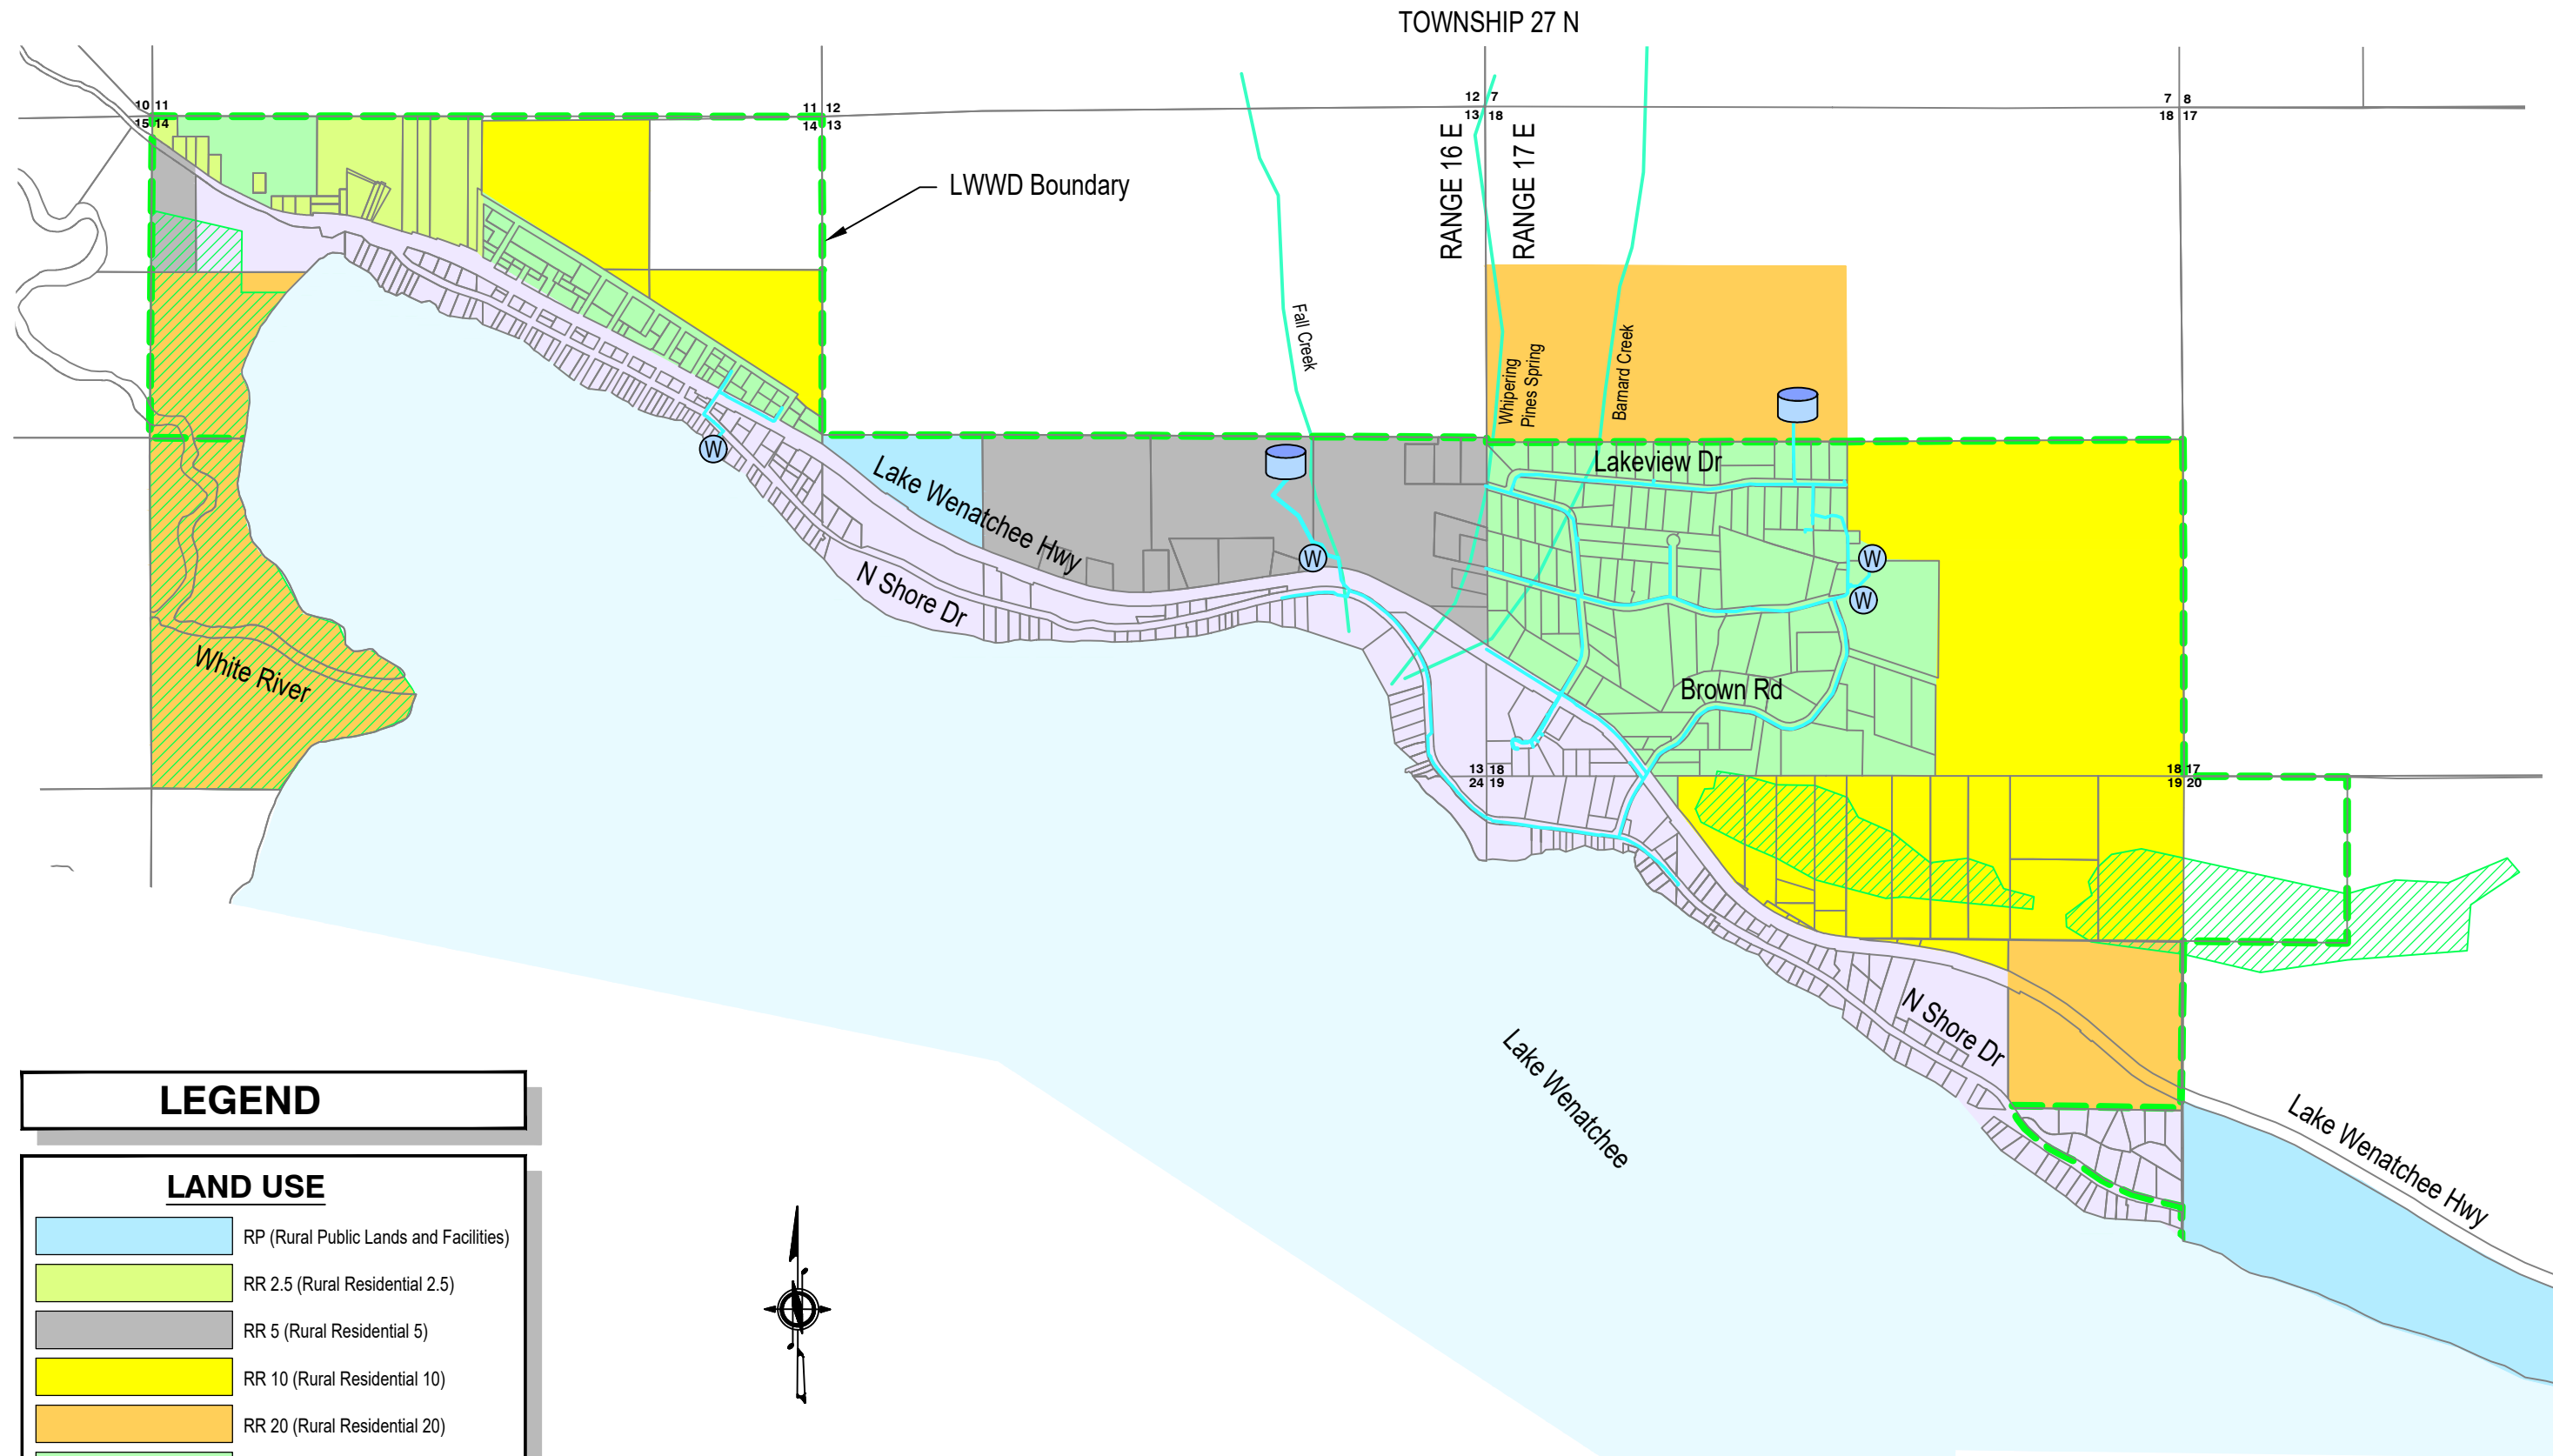 TOWNSHIP 27 N
10 11
15 14
11 12
14 13
12 7
13 18
7 8
18 17
RANGE 16 E
RANGE 17 E
LWWD Boundary
Fall Creek
Whipering
Pines Spring
Barnard Creek
Lakeview Dr
Lake Wenatchee Hwy
W
W
W
W
N Shore Dr
White River
Brown Rd
13 18
24 19
18 17
19 20
N Shore Dr
Lake Wenatchee
Lake Wenatchee Hwy
LEGEND
LAND USE
RP (Rural Public Lands and Facilities)
RR 2.5 (Rural Residential 2.5)
RR 5 (Rural Residential 5)
RR 10 (Rural Residential 10)
RR 20 (Rural Residential 20)